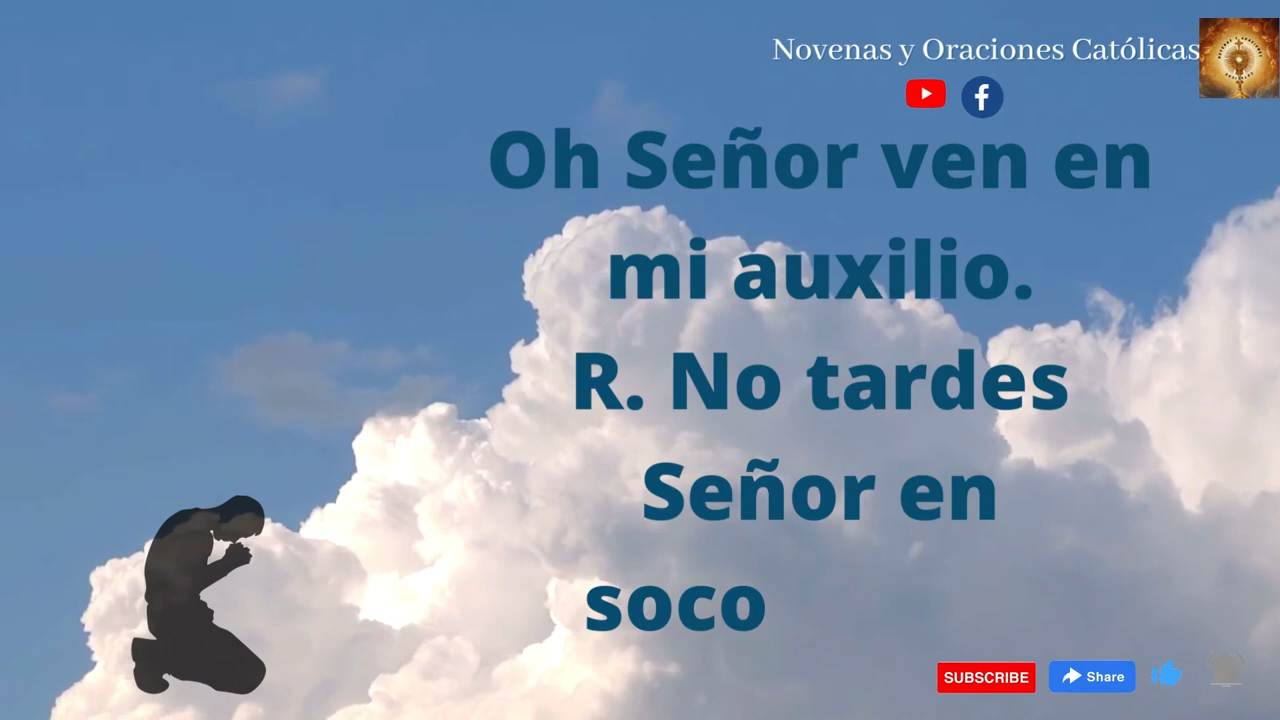 Novenas y Oraciones Católicas
Oh Señor ven en
mi auxilio.
R. No tardes
Señor en
soco
SUBSCRIBE
Share